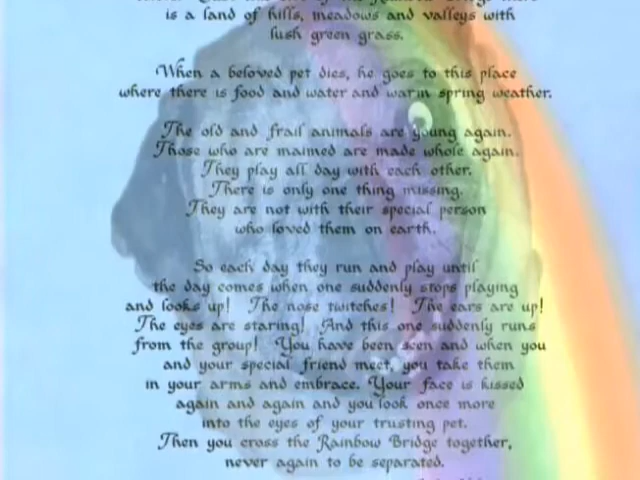 is a land of hills, meadows and valleys with
lush green grass.
When a beloved pet dies, he goes to this place
where there is food and water and warm spring weather.
The old and frail animals are young again.
Those who are maimed are made whole again.
They play all day with each other.
There is only one thing missing.
They are not with their special person
who loved them on earth.
So each day they run and play until
the day comes when one suddenly stops playing
and looks up! The nose twitches! The ears are up!
The eyes are staring! And this one suddenly runs
from the group! You have been seen and when you
and your special friend meet, you take them
in your arms and embrace. Your face is kissed
again and again and you look once more
into the eyes of your trusting pet.
Then you cross the Rainbow Bridge together,
never again to be separated.